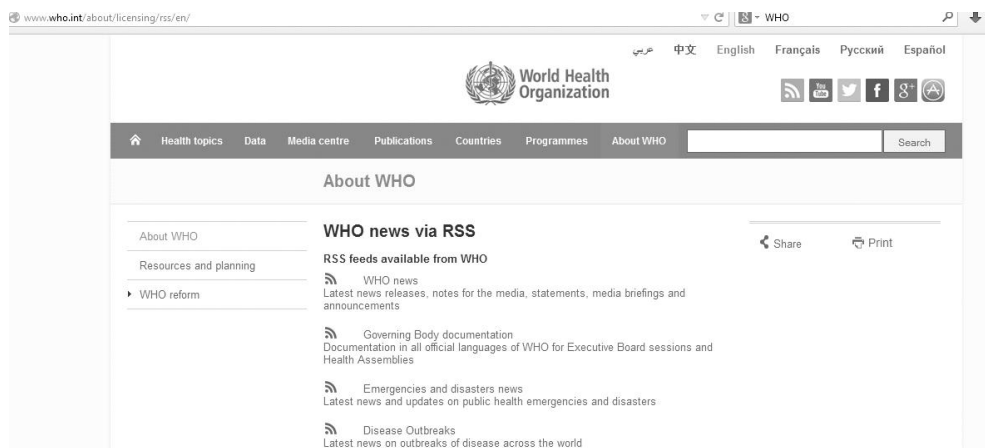 www.who.int/about/licensing/rss/en/
WHO
عربي 中文 English Français Русский Español
World Health
Organization
You
Tube
f
8+
Health topics Data Media centre Publications Countries Programmes About WHO Search
About WHO
About WHO
Resources and planning
WHO reform
WHO news via RSS
RSS feeds available from WHO
WHO news
Latest news releases, notes for the media, statements, media briefings and
announcements
Governing Body documentation
Documentation in all official languages of WHO for Executive Board sessions and
Health Assemblies
Emergencies and disasters news
Latest news and updates on public health emergencies and disasters
Disease Outbreaks
Latest news on outbreaks of disease across the world
Share Print